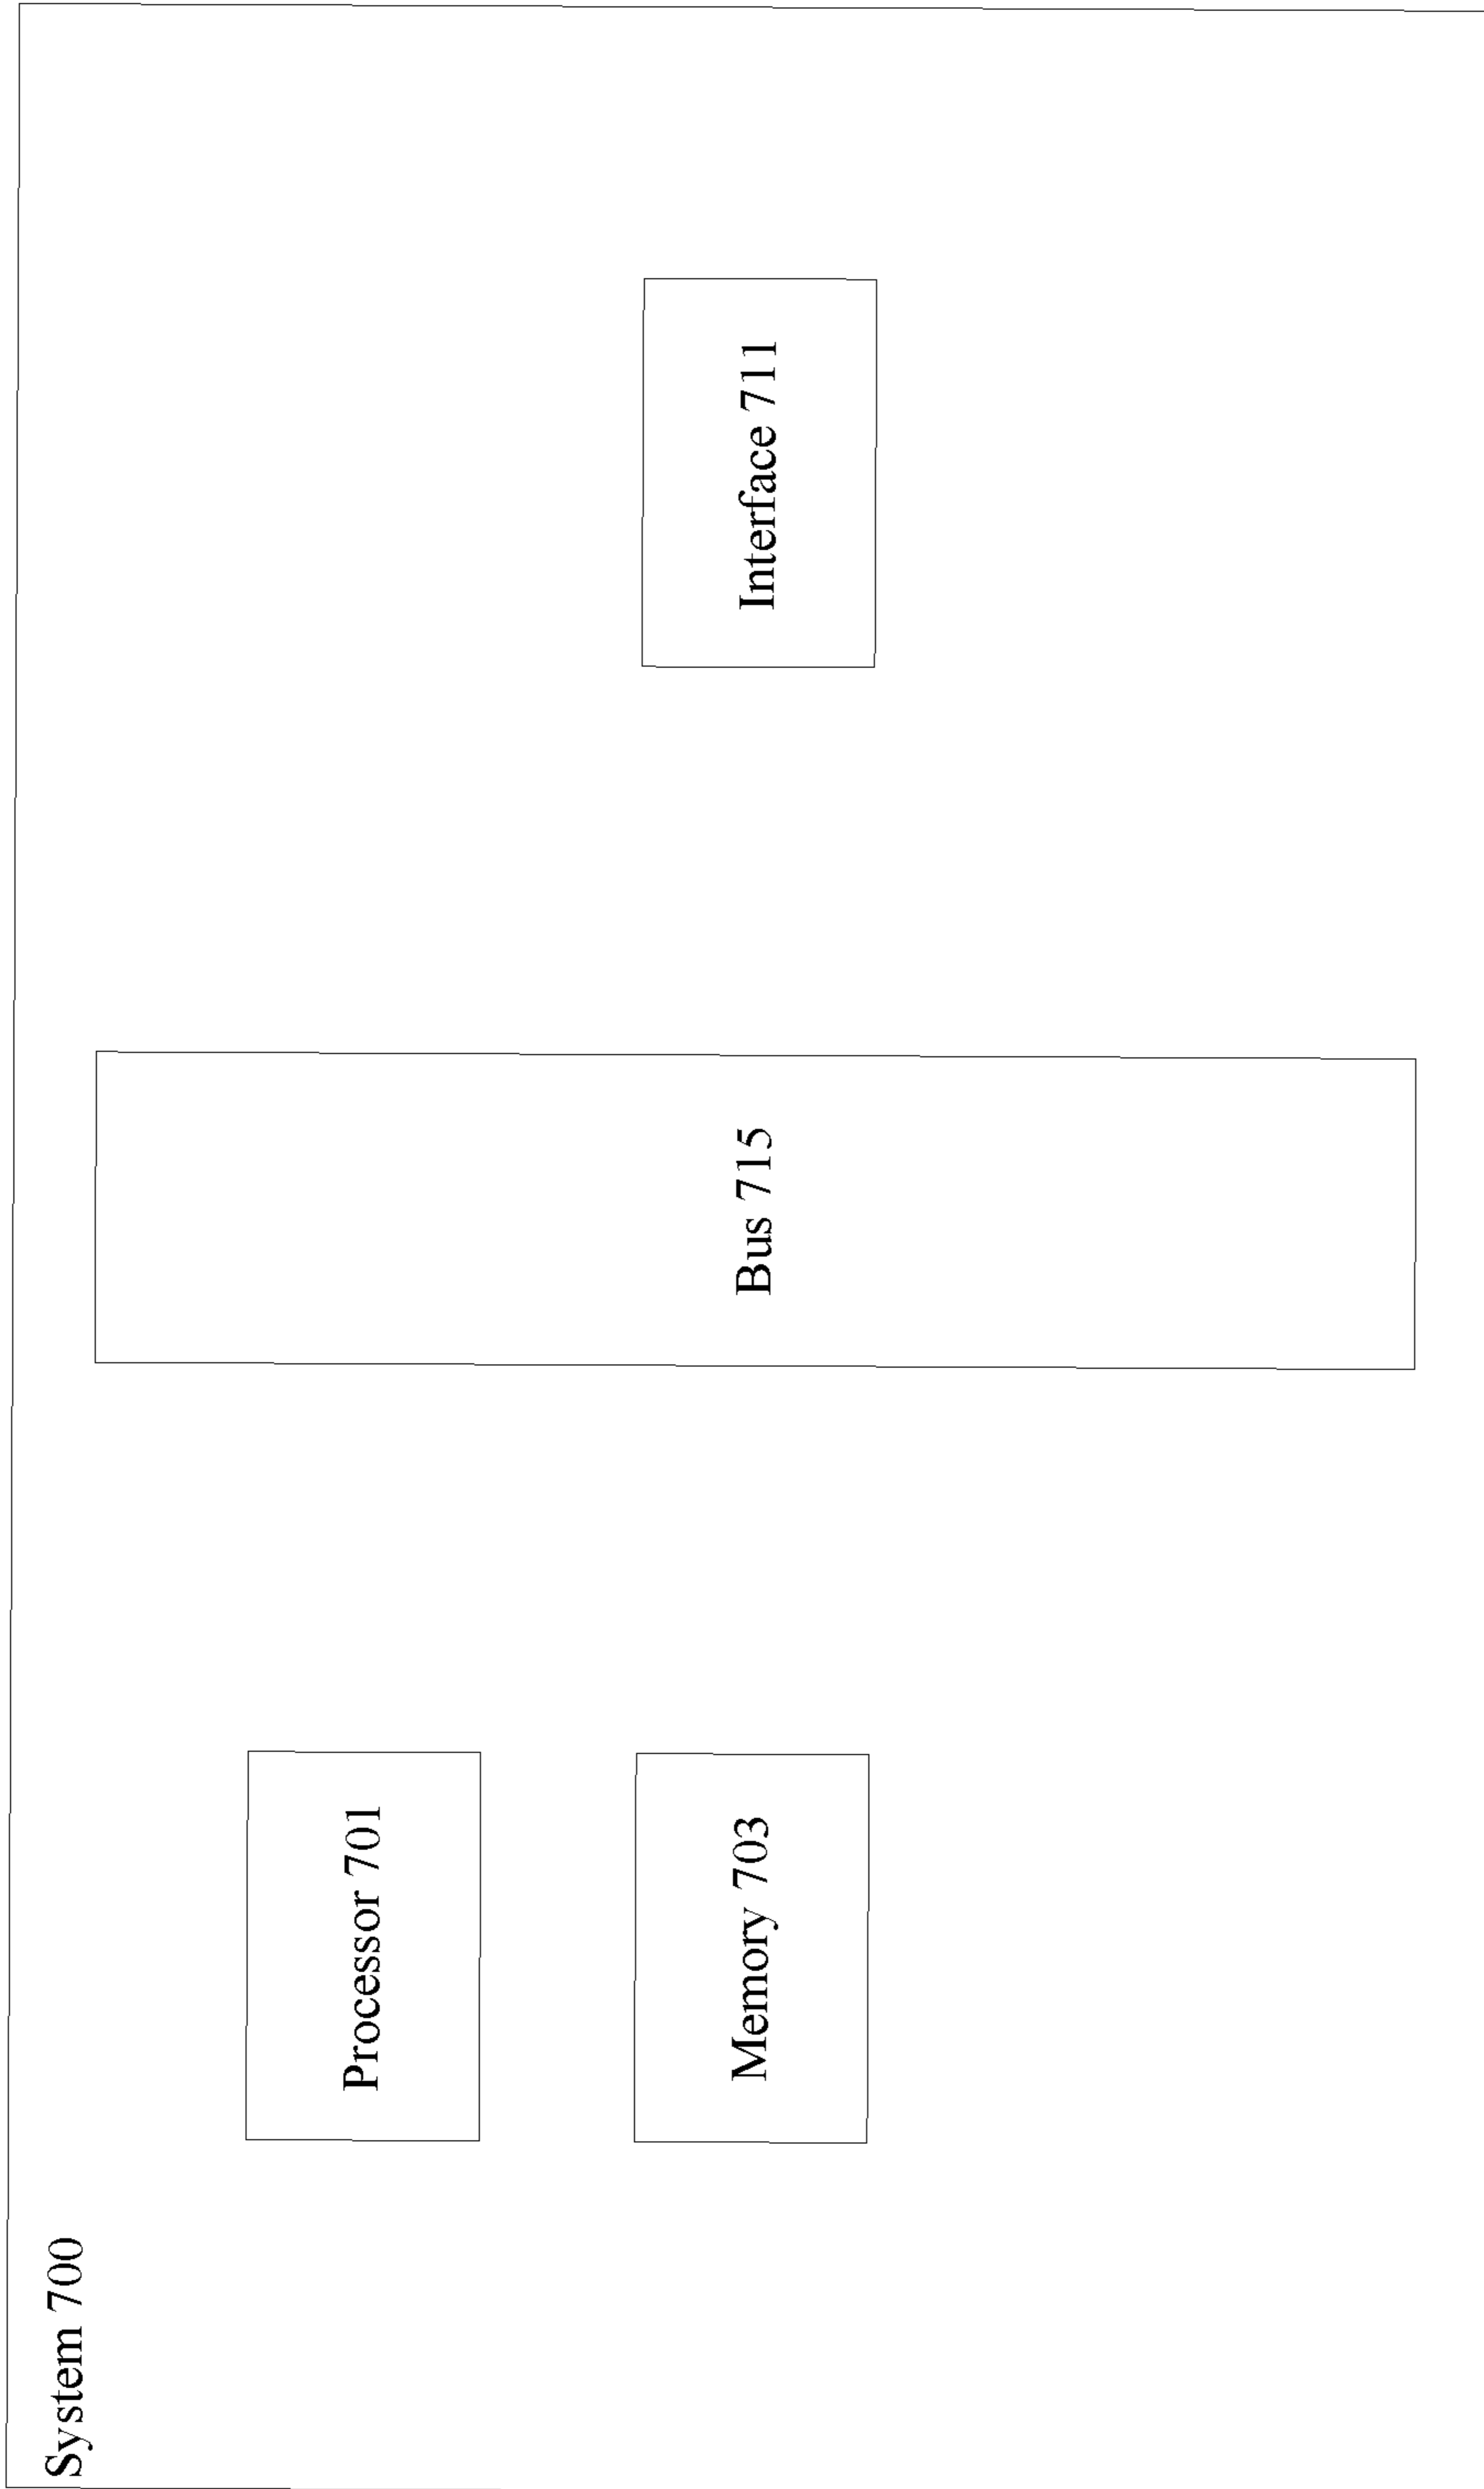 System 700
Processor 701
Memory 703
Bus 715
Interface 711